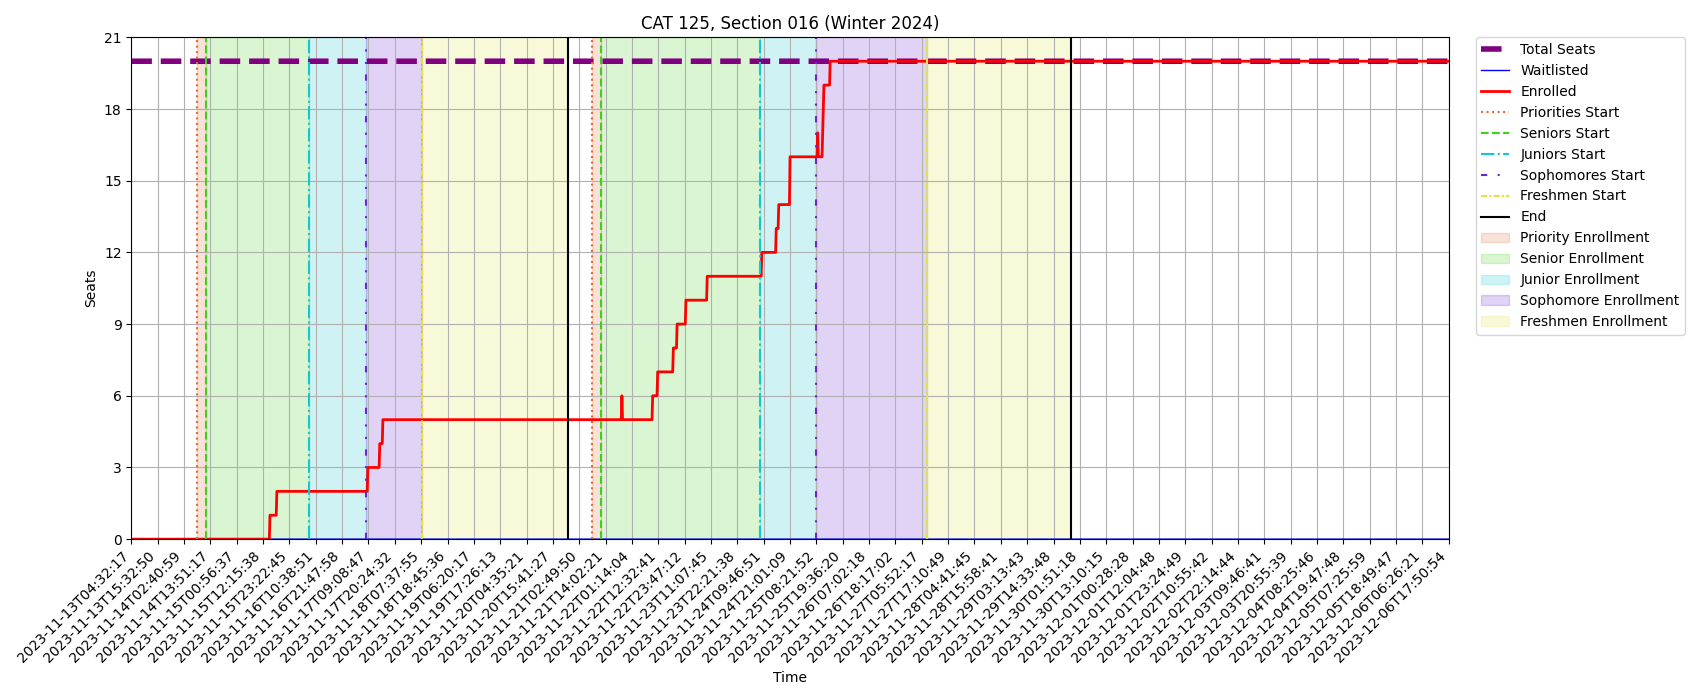 CAT 125, Section 016 (Winter 2024)
21
18
15
12
9
6
3
0
Seats
2023-11-13T04:32:17
2023-11-13T15:32:50
2023-11-14T02:40:59
2023-11-14T13:51:17
2023-11-15T00:56:37
2023-11-15T12:15:38
2023-11-15T23:22:45
2023-11-16T10:38:51
2023-11-16T21:47:58
2023-11-17T09:08:47
2023-11-17T20:24:32
2023-11-18T07:37:55
2023-11-18T18:45:36
2023-11-19T06:20:17
2023-11-19T17:26:13
2023-11-20T04:35:21
2023-11-20T15:41:27
2023-11-21T02:49:50
2023-11-21T14:02:21
2023-11-22T01:14:04
2023-11-22T12:32:41
2023-11-22T23:47:12
2023-11-23T11:07:45
2023-11-23T22:21:38
2023-11-24T09:46:51
2023-11-24T21:01:09
2023-11-25T08:21:52
2023-11-25T19:36:20
2023-11-26T07:02:18
2023-11-26T18:17:02
2023-11-27T05:52:17
2023-11-27T17:10:49
2023-11-28T04:41:45
2023-11-28T15:58:41
2023-11-29T03:13:43
2023-11-29T14:33:48
2023-11-30T01:51:18
2023-11-30T13:10:15
2023-12-01T00:28:28
2023-12-01T12:04:48
2023-12-01T23:24:49
2023-12-02T10:55:42
2023-12-02T22:14:44
2023-12-03T09:46:41
2023-12-03T20:55:39
2023-12-04T08:25:46
2023-12-04T19:47:48
2023-12-05T07:25:59
2023-12-05T18:49:47
2023-12-06T06:26:21
2023-12-06T17:50:54
Time
Total Seats
Waitlisted
Enrolled
Priorities Start
Seniors Start
Juniors Start
Sophomores Start
Freshmen Start
End
Priority Enrollment
Senior Enrollment
Junior Enrollment
Sophomore Enrollment
Freshmen Enrollment